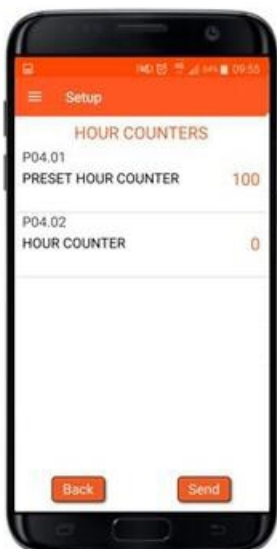 09:55
Setup
HOUR COUNTERS
P04.01
PRESET HOUR COUNTER 100
P04.02
HOUR COUNTER 0
Back Send